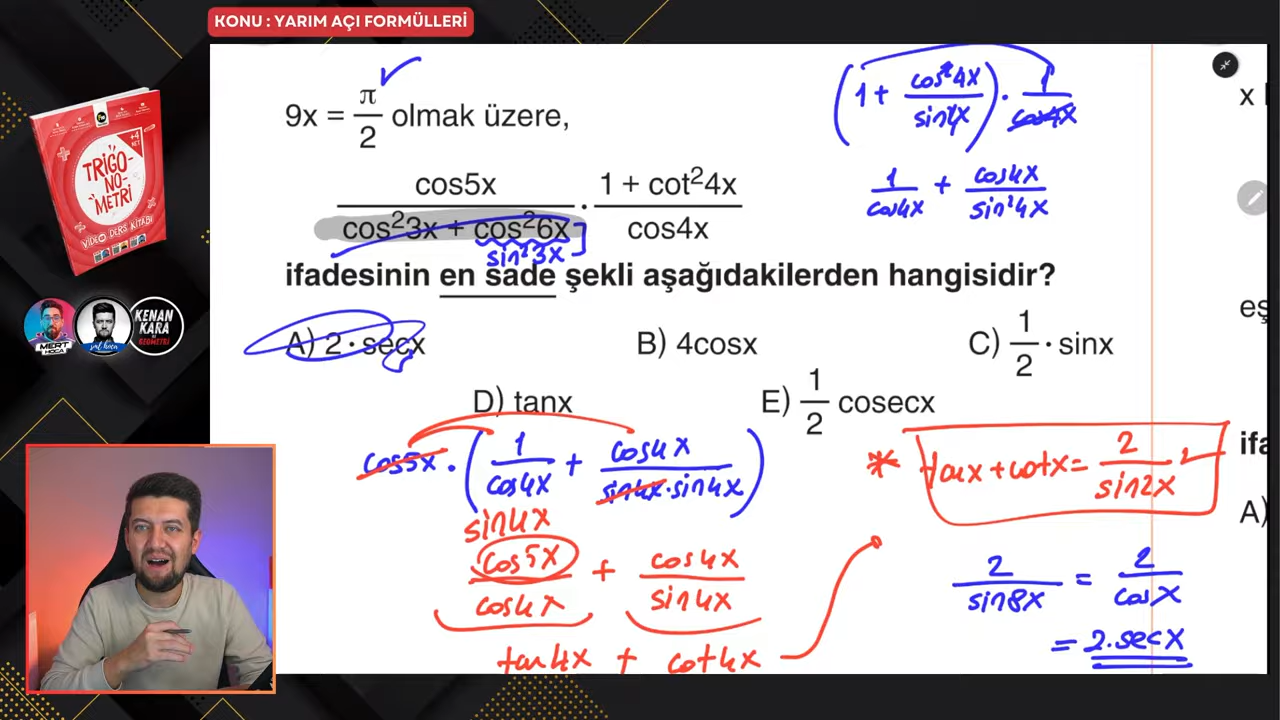 KONU : YARIM AÇI FORMÜLLERİ
9x = π/2 olmak üzere,
cos5x / (cos²3x + cos²6x) · (1 + cot²4x) / cos4x
sin²3x
ifadesinin en sade şekli aşağıdakilerden hangisidir?
A) 2 · secx
B) 4cosx
C) 1/2 · sinx
D) tanx
E) 1/2 cosecx
(1 + cos²4x/sin²4x) · 1/cos4x
1/cos4x + cos4x/sin²4x
cos5x · (1/cos4x + cos4x/(sin4x·sin4x))
sin4x
cos5x/cos4x + cos4x/sin4x
tan4x + cot4x
* tanx + cotx = 2/sin2x
2/sin8x = 2/cosx
= 2.secx
TRİGO-
NO-
METRİ
VİDEO DERS KİTABI
MERT
HOCA
KENAN
KARA
GEOMETRİ
x
eş
ifa
A)